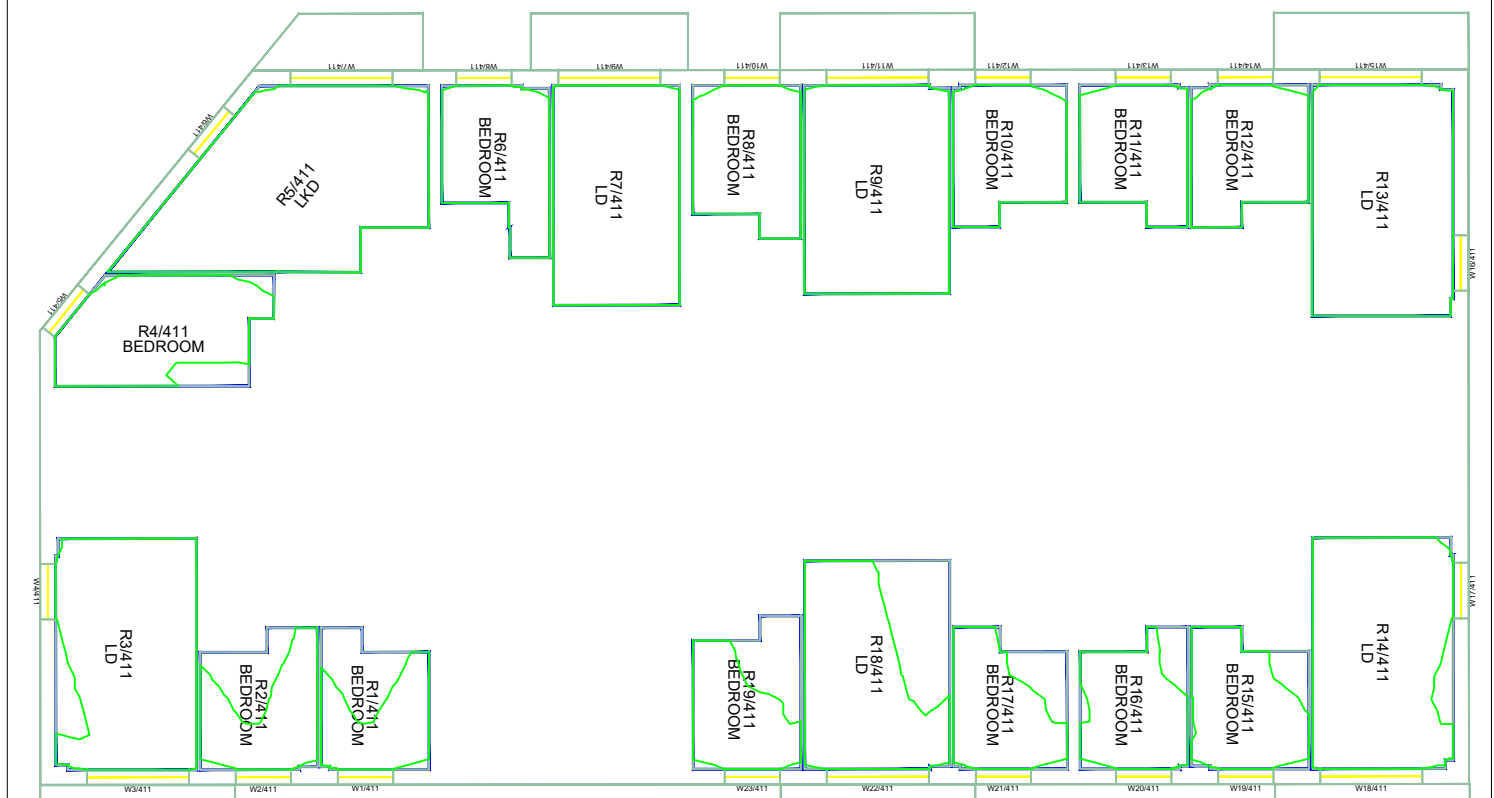 W7/411
W8/411
W9/411
W10/411
W11/411
W12/411
W13/411
W14/411
W15/411
W6/411
W5/411
R5/411
LKD
R6/411
BEDROOM
R7/411
LD
R8/411
BEDROOM
R9/411
LD
R10/411
BEDROOM
R11/411
BEDROOM
R12/411
BEDROOM
R13/411
LD
W16/411
R4/411
BEDROOM
W4/411
R3/411
LD
R2/411
BEDROOM
R1/411
BEDROOM
R19/411
BEDROOM
R18/411
LD
R17/411
BEDROOM
R16/411
BEDROOM
R15/411
BEDROOM
R14/411
LD
W17/411
W3/411
W2/411
W1/411
W23/411
W22/411
W21/411
W20/411
W19/411
W18/411